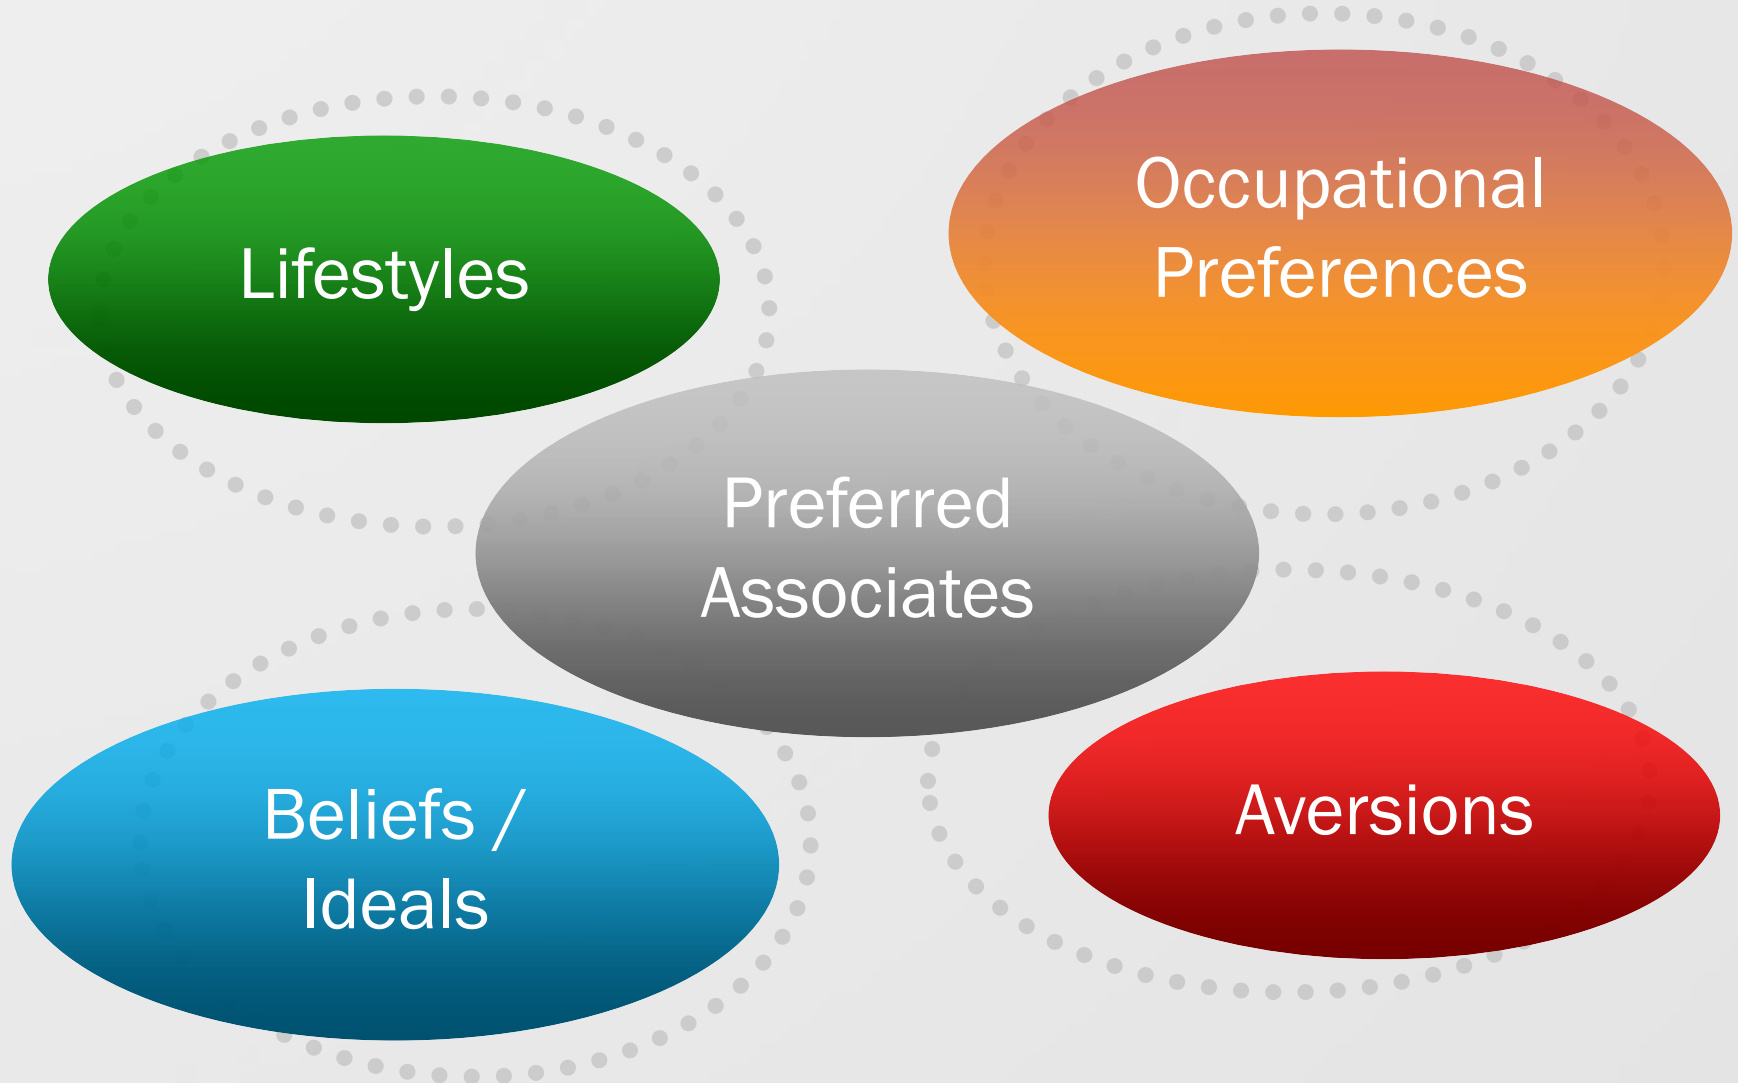 Lifestyles
Occupational
Preferences
Preferred
Associates
Beliefs /
Ideals
Aversions